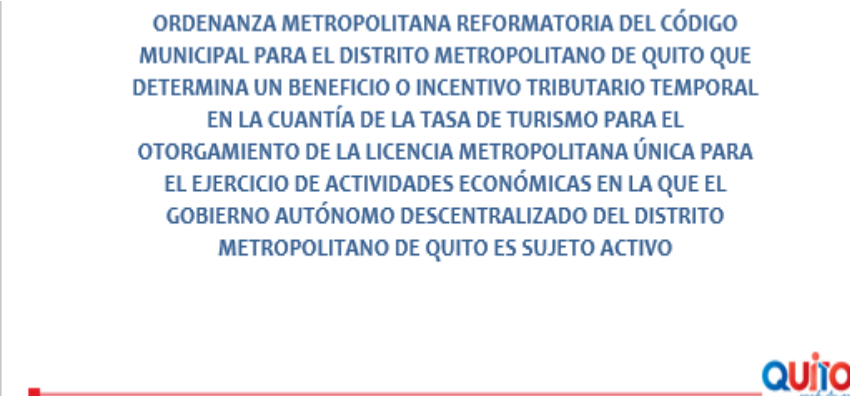 ORDENANZA METROPOLITANA REFORMATORIA DEL CÓDIGO
MUNICIPAL PARA EL DISTRITO METROPOLITANO DE QUITO QUE
DETERMINA UN BENEFICIO O INCENTIVO TRIBUTARIO TEMPORAL
EN LA CUANTÍA DE LA TASA DE TURISMO PARA EL
OTORGAMIENTO DE LA LICENCIA METROPOLITANA ÚNICA PARA
EL EJERCICIO DE ACTIVIDADES ECONÓMICAS EN LA QUE EL
GOBIERNO AUTÓNOMO DESCENTRALIZADO DEL DISTRITO
METROPOLITANO DE QUITO ES SUJETO ACTIVO
QUITO